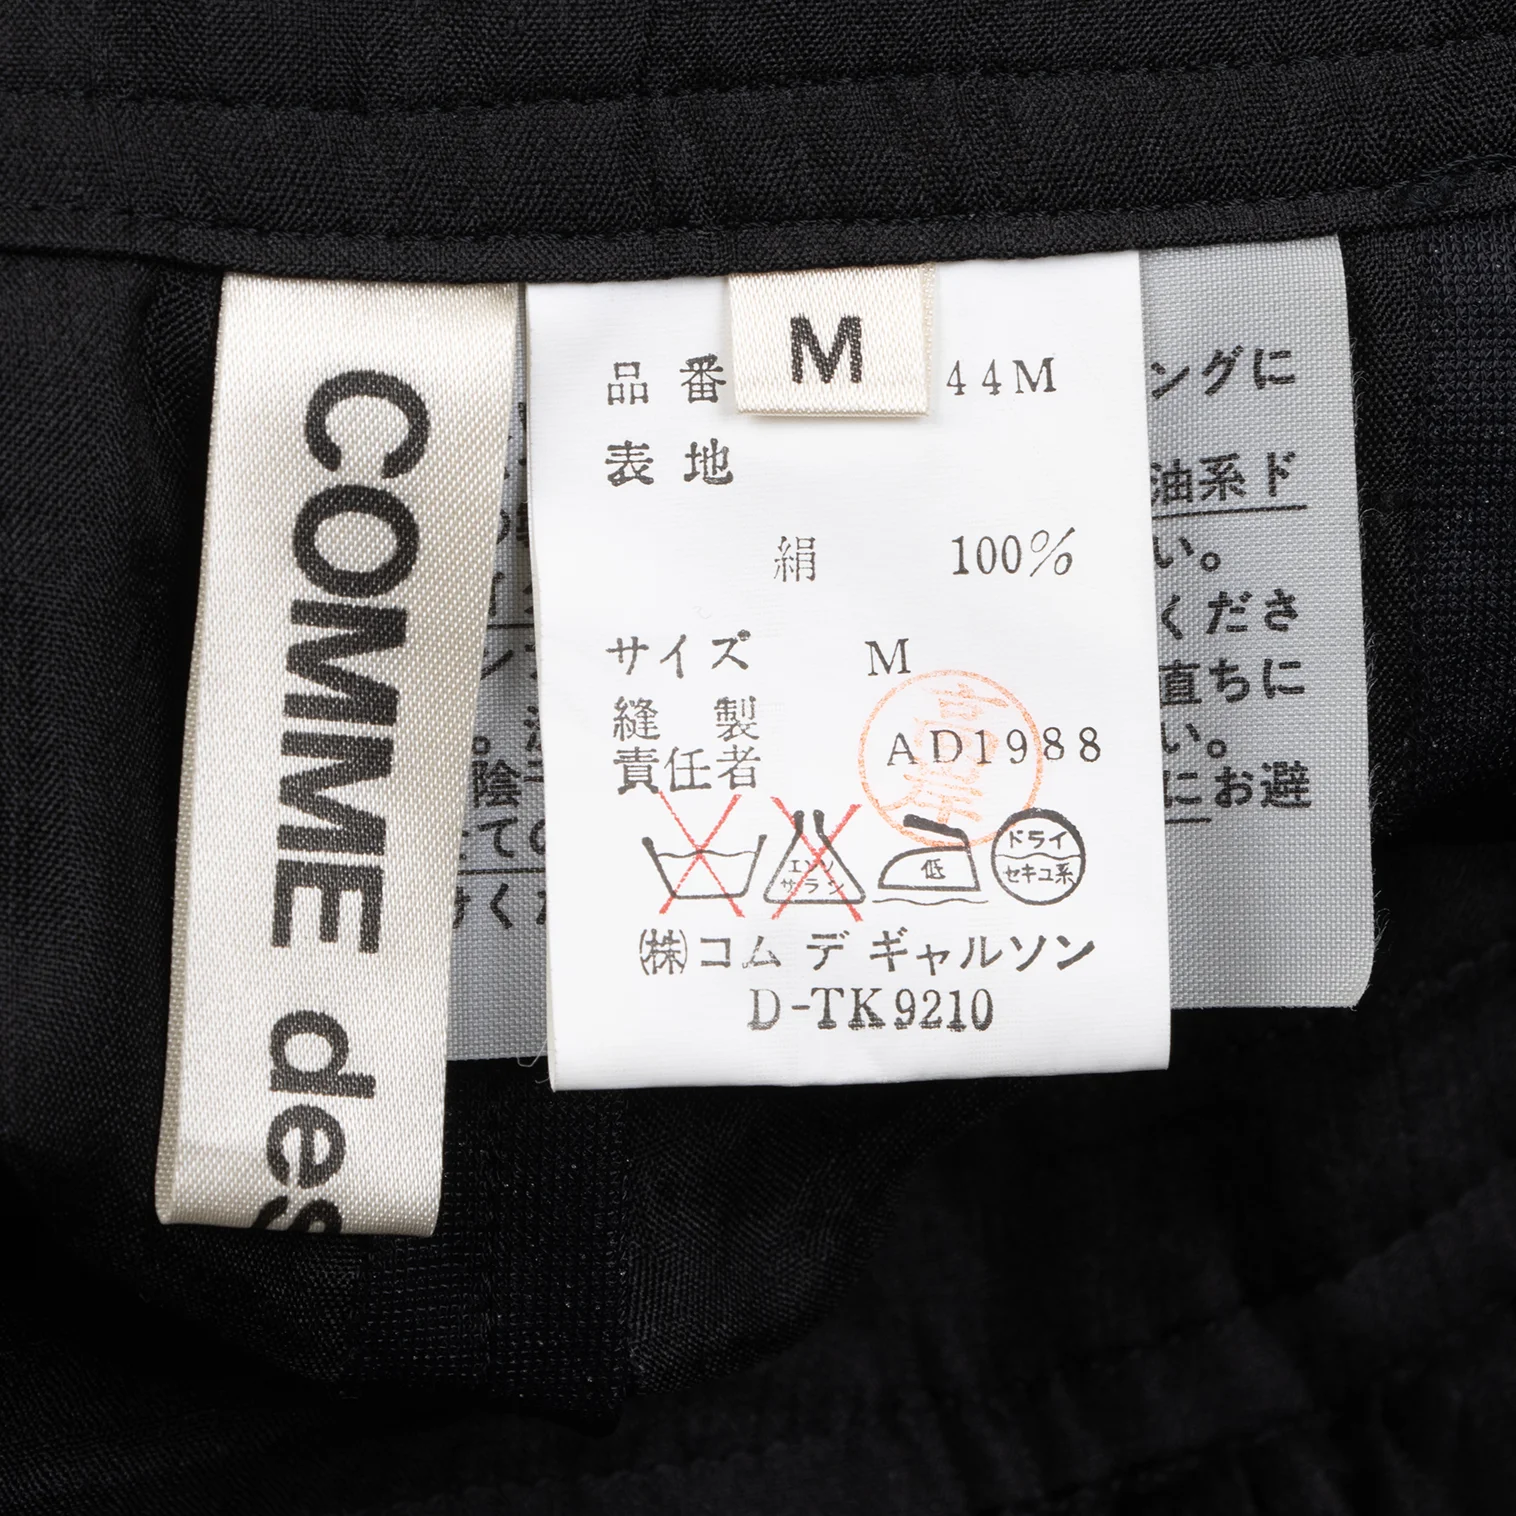 COMME des
M
品番 44M
表地
絹 100%
サイズ M
縫製
責任者 AD1988
エンソ
サラシ
低
ドライ
セキユ系
(株)コム デ ギャルソン
D-TK9210
ングに
油系ド
い。
くださ
直ちに
い。
にお避